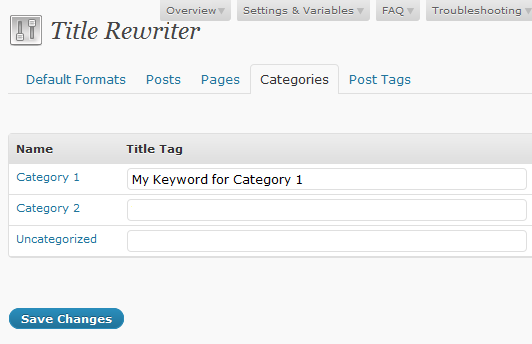 Overview Settings & Variables FAQ Troubleshooting
Title Rewriter
Default Formats Posts Pages Categories Post Tags
Name Title Tag
Category 1 My Keyword for Category 1
Category 2
Uncategorized
Save Changes